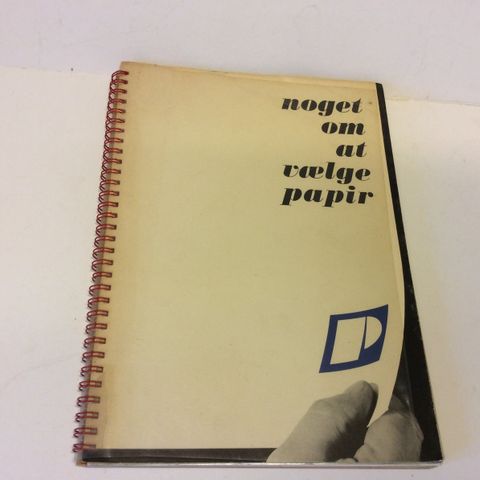 noget
om
at
vælge
papir
P